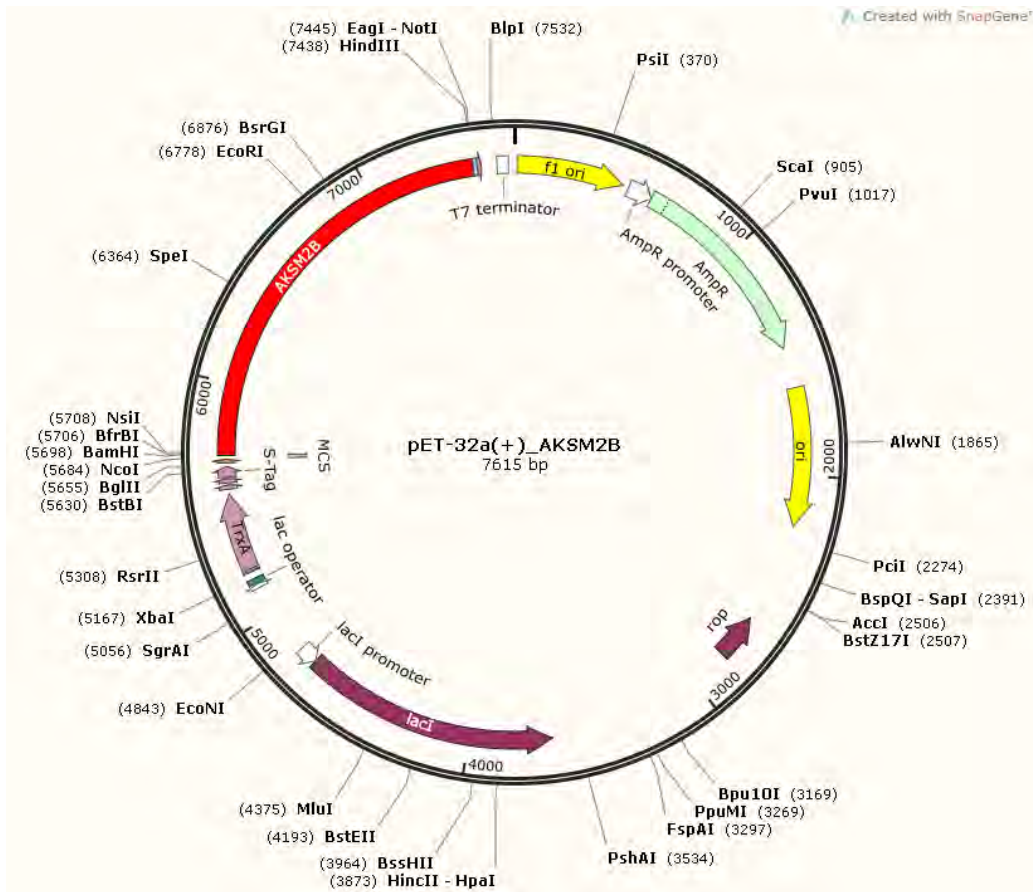 Created with SnapGene®
(7445) EagI - NotI
(7438) HindIII
BlpI (7532)
PsiI (370)
(6876) BsrGI
(6778) EcoRI
ScaI (905)
PvuI (1017)
(6364) SpeI
7000
1000
f1 ori
T7 terminator
AmpR promoter
AmpR
AKSM2B
6000
(5708) NsiI
(5706) BfrBI
(5698) BamHI
(5684) NcoI
(5655) BglII
(5630) BstBI
S-Tag
MCS
pET-32a(+)_AKSM2B
7615 bp
ori
AlwNI (1865)
2000
TrxA
lac operator
(5308) RsrII
(5167) XbaI
(5056) SgrAI
(4843) EcoNI
5000
lacI promoter
lacI
rop
PciI (2274)
BspQI - SapI (2391)
AccI (2506)
BstZ17I (2507)
3000
4000
(4375) MluI
(4193) BstEII
(3964) BssHII
(3873) HincII - HpaI
Bpu10I (3169)
PpuMI (3269)
FspAI (3297)
PshAI (3534)